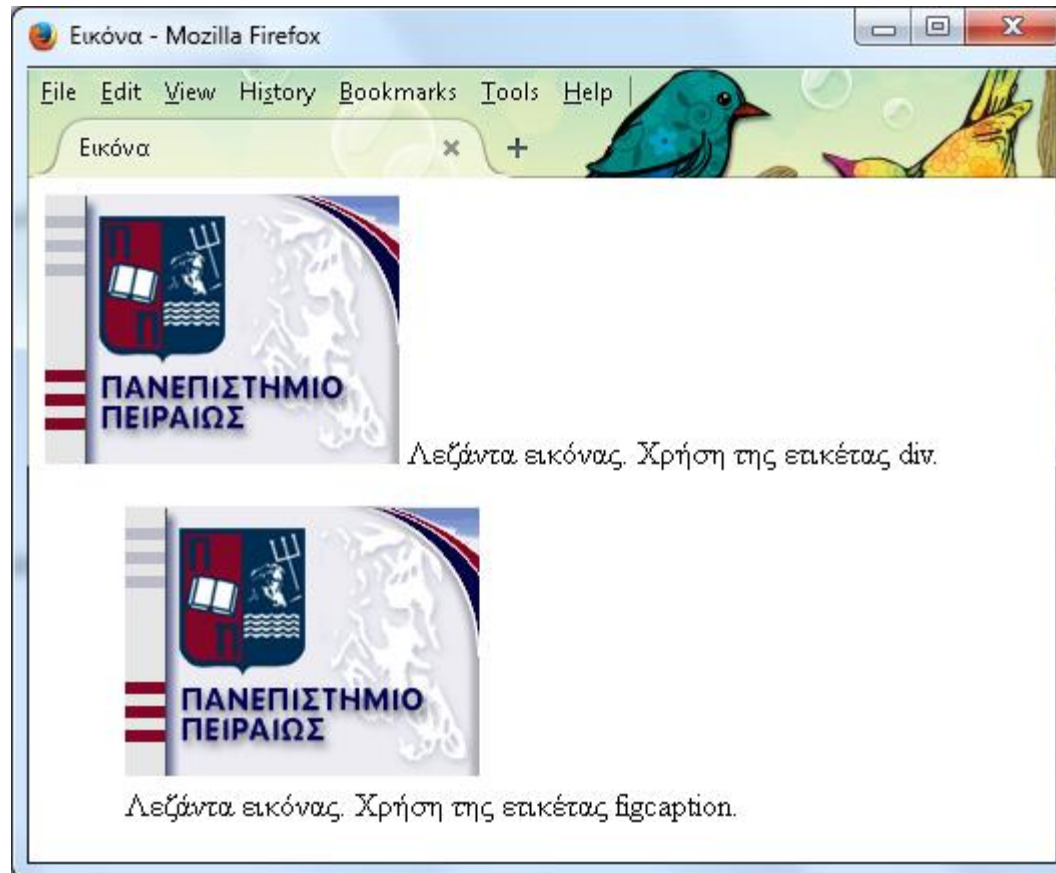 Εικόνα - Mozilla Firefox
File Edit View History Bookmarks Tools Help
Εικόνα
ΠΑΝΕΠΙΣΤΗΜΙΟ
ΠΕΙΡΑΙΩΣ
Λεζάντα εικόνας. Χρήση της ετικέτας div.
ΠΑΝΕΠΙΣΤΗΜΙΟ
ΠΕΙΡΑΙΩΣ
Λεζάντα εικόνας. Χρήση της ετικέτας figcaption.